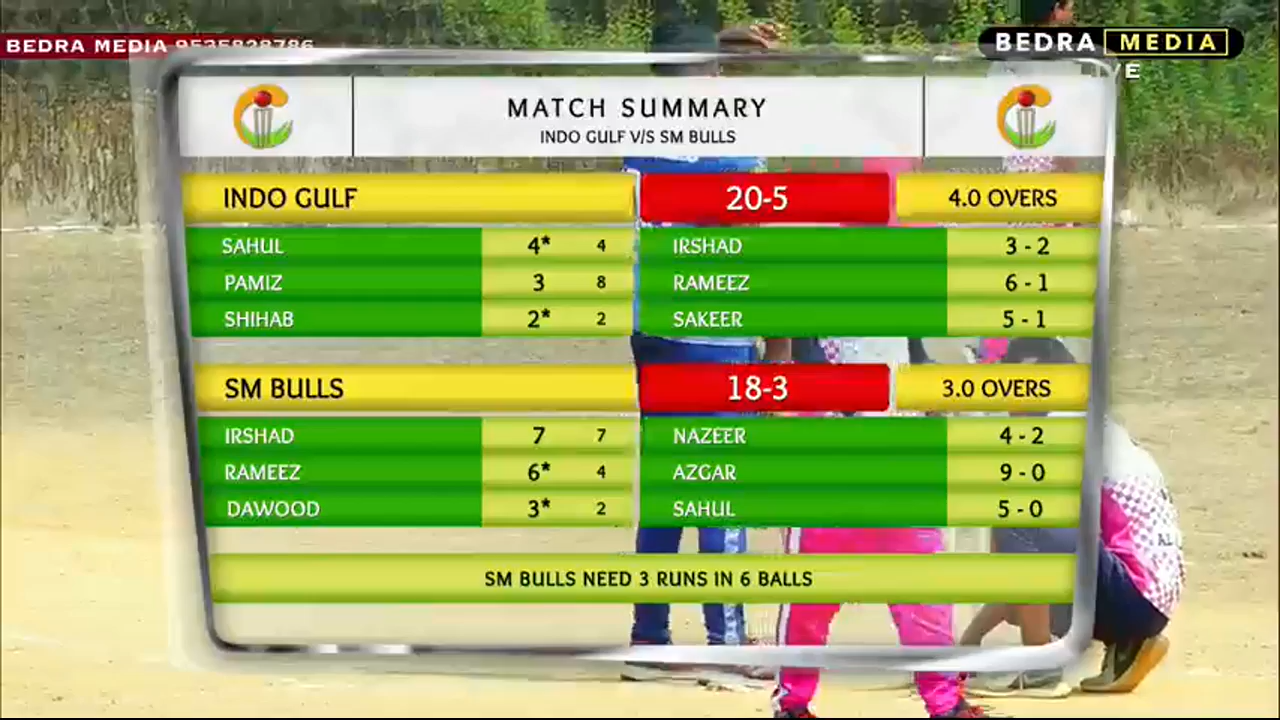 BEDRA MEDIA 9535828786
BEDRA MEDIA
MATCH SUMMARY
INDO GULF V/S SM BULLS
INDO GULF 20-5 4.0 OVERS
SAHUL 4* 4 IRSHAD 3 - 2
PAMIZ 3 8 RAMEEZ 6 - 1
SHIHAB 2* 2 SAKEER 5 - 1
SM BULLS 18-3 3.0 OVERS
IRSHAD 7 7 NAZEER 4 - 2
RAMEEZ 6* 4 AZGAR 9 - 0
DAWOOD 3* 2 SAHUL 5 - 0
SM BULLS NEED 3 RUNS IN 6 BALLS